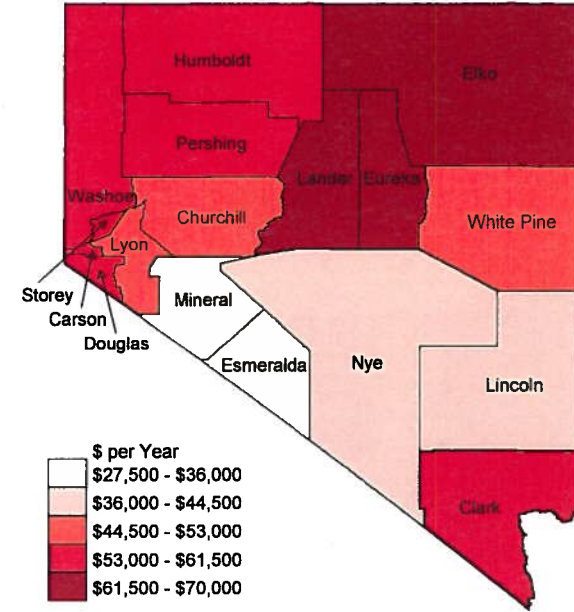 Humboldt
Elko
Pershing
Lander
Eureka
Washoe
Churchill
White Pine
Lyon
Storey
Carson
Douglas
Mineral
Esmeralda
Nye
Lincoln
Clark
$ per Year
$27,500 - $36,000
$36,000 - $44,500
$44,500 - $53,000
$53,000 - $61,500
$61,500 - $70,000